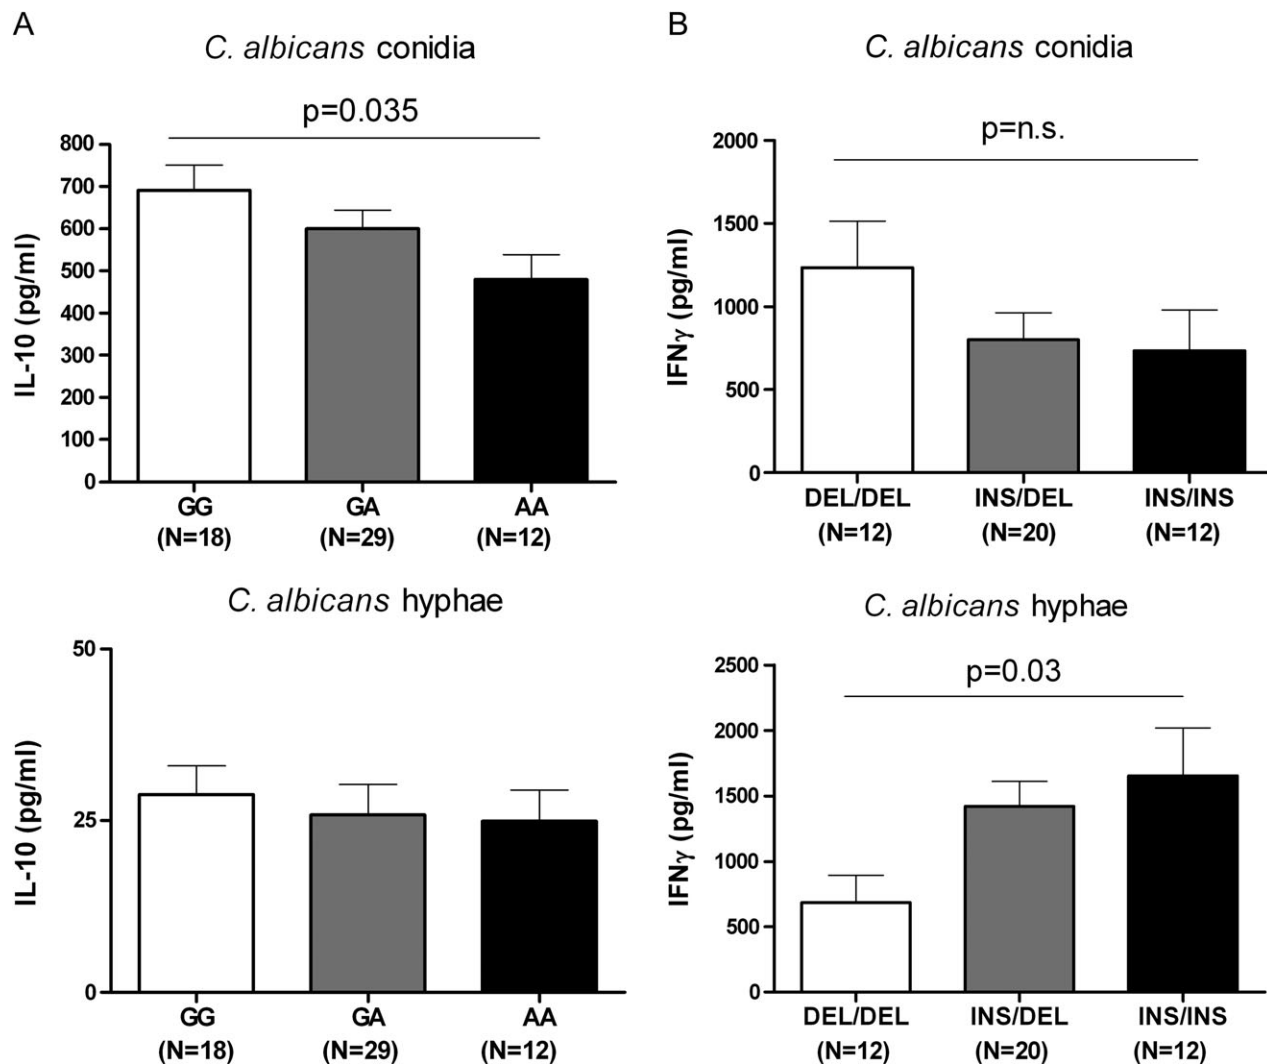 A
C. albicans conidia
p=0.035
IL-10 (pg/ml)
800
700
600
500
400
300
200
100
0
GG
GA
AA
(N=18)
(N=29)
(N=12)
C. albicans hyphae
IL-10 (pg/ml)
50
25
0
GG
GA
AA
(N=18)
(N=29)
(N=12)
B
C. albicans conidia
p=n.s.
IFNγ (pg/ml)
2000
1500
1000
500
0
DEL/DEL
INS/DEL
INS/INS
(N=12)
(N=20)
(N=12)
C. albicans hyphae
p=0.03
IFNγ (pg/ml)
2500
2000
1500
1000
500
0
DEL/DEL
INS/DEL
INS/INS
(N=12)
(N=20)
(N=12)